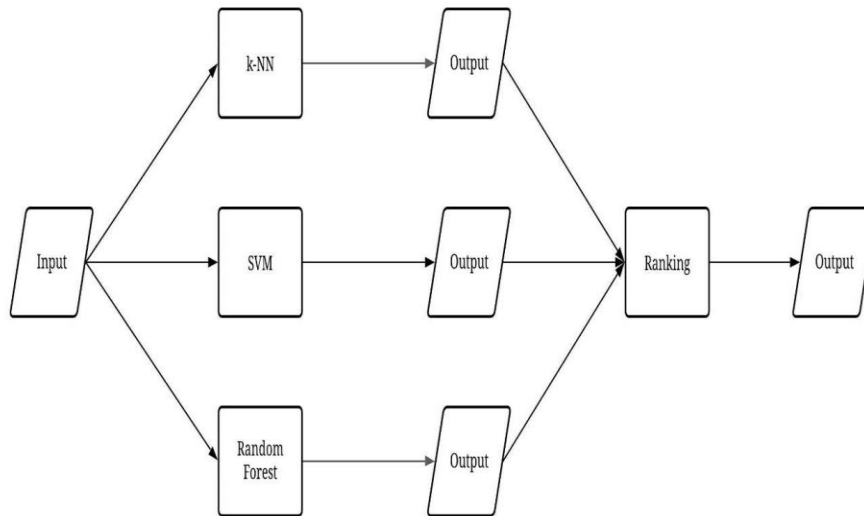 k-NN
Output
Input
SVM
Output
Ranking
Output
Random
Forest
Output